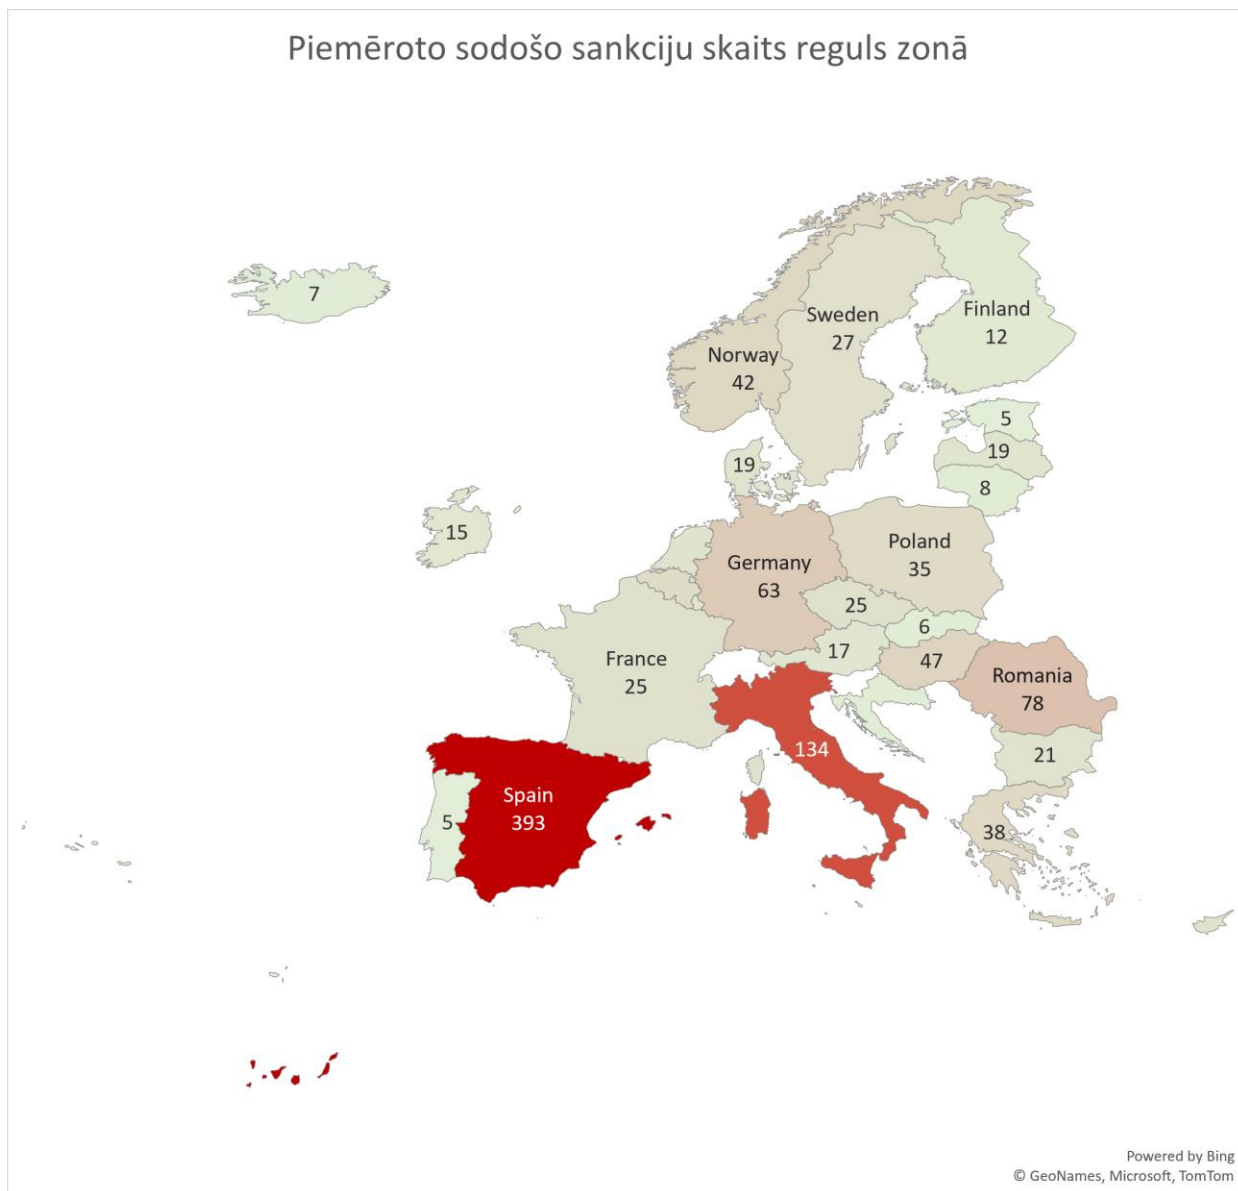 Piemēroto sodošo sankciju skaits reguls zonā
7
Sweden
27
Finland
12
Norway
42
5
19
19
8
15
Poland
35
Germany
63
25
6
17
47
France
25
Romania
78
134
21
Spain
393
5
38
Powered by Bing
© GeoNames, Microsoft, TomTom